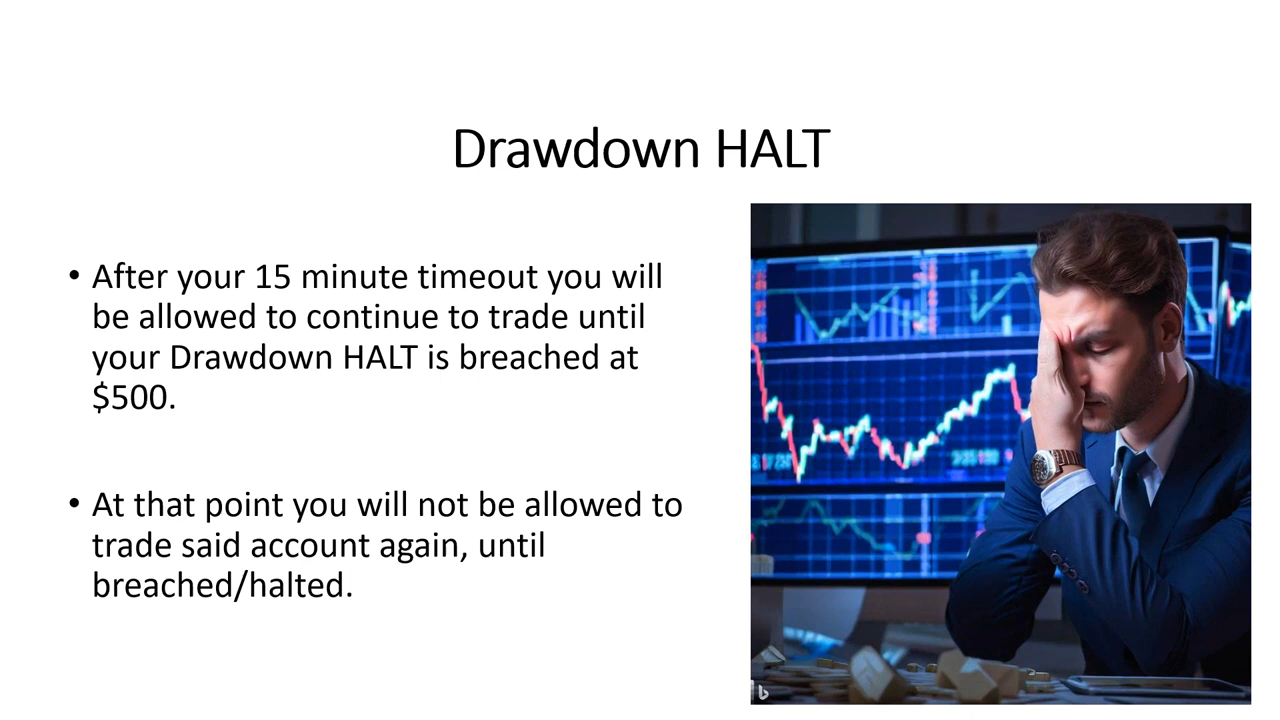 Drawdown HALT
• After your 15 minute timeout you will
be allowed to continue to trade until
your Drawdown HALT is breached at
$500.
• At that point you will not be allowed to
trade said account again, until
breached/halted.